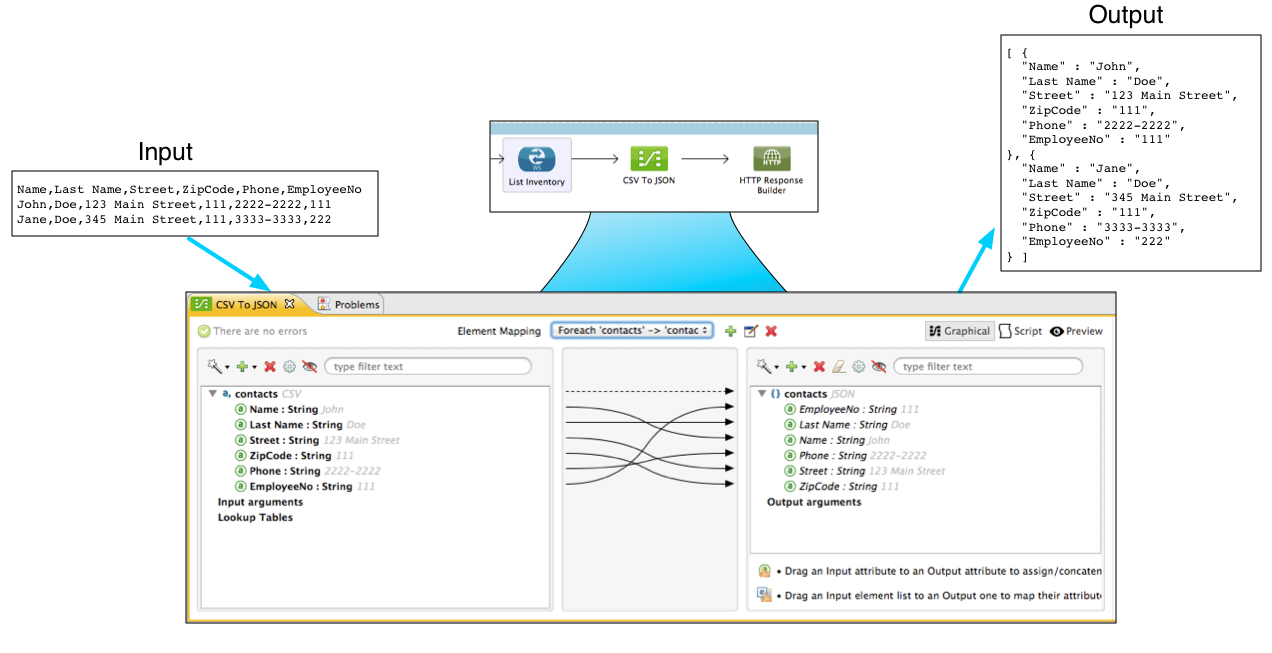 Output
[ {
"Name" : "John",
"Last Name" : "Doe",
"Street" : "123 Main Street",
"ZipCode" : "111",
"Phone" : "2222-2222",
"EmployeeNo" : "111"
}, {
"Name" : "Jane",
"Last Name" : "Doe",
"Street" : "345 Main Street",
"ZipCode" : "111",
"Phone" : "3333-3333",
"EmployeeNo" : "222"
} ]
Input
Name,Last Name,Street,ZipCode,Phone,EmployeeNo
John,Doe,123 Main Street,111,2222-2222,111
Jane,Doe,345 Main Street,111,3333-3333,222
WS
List Inventory
CSV To JSON
HTTP
HTTP Response
Builder
CSV To JSON
Problems
There are no errors
Element Mapping
Foreach 'contacts' -> 'contac
Graphical
Script
Preview
type filter text
a, contacts CSV
a Name : String John
a Last Name : String Doe
a Street : String 123 Main Street
a ZipCode : String 111
a Phone : String 2222-2222
a EmployeeNo : String 111
Input arguments
Lookup Tables
type filter text
{} contacts JSON
a EmployeeNo : String 111
a Last Name : String Doe
a Name : String John
a Phone : String 2222-2222
a Street : String 123 Main Street
a ZipCode : String 111
Output arguments
• Drag an Input attribute to an Output attribute to assign/concaten
• Drag an Input element list to an Output one to map their attribut